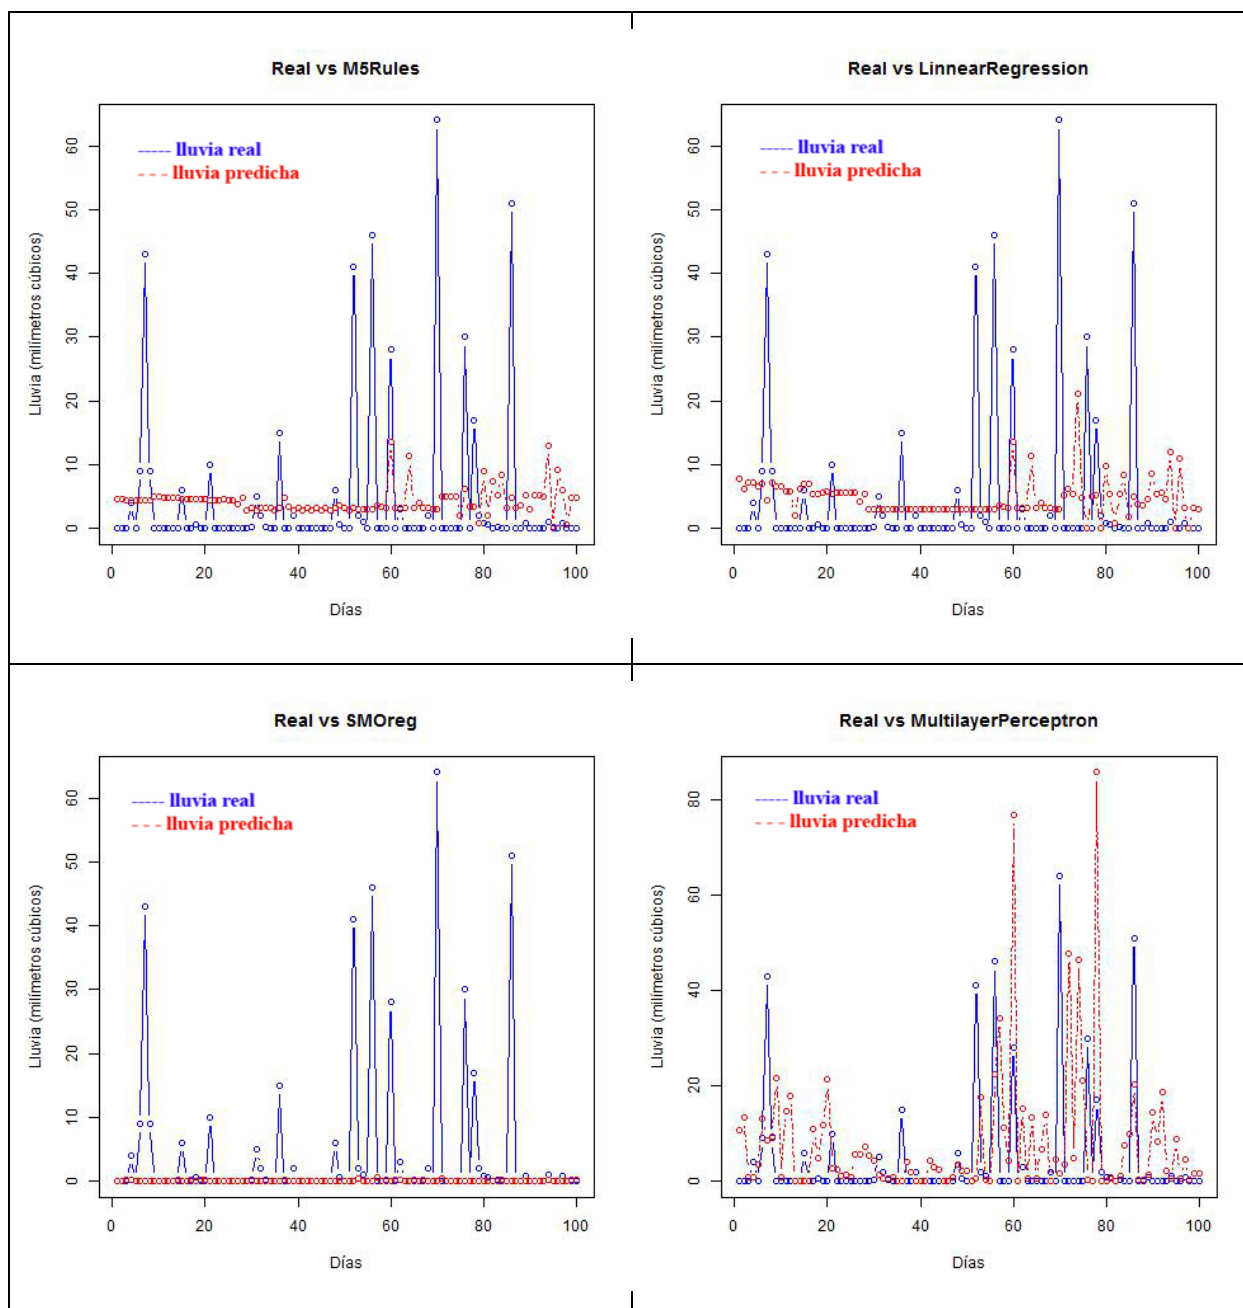 Real vs M5Rules
----- lluvia real
- - - lluvia predicha
Lluvia (milímetros cúbicos)
0 10 20 30 40 50 60
0 20 40 60 80 100
Días
Real vs LinnearRegression
----- lluvia real
- - - lluvia predicha
Lluvia (milímetros cúbicos)
0 10 20 30 40 50 60
0 20 40 60 80 100
Días
Real vs SMOreg
----- lluvia real
- - - lluvia predicha
Lluvia (milímetros cúbicos)
0 10 20 30 40 50 60
0 20 40 60 80 100
Días
Real vs MultilayerPerceptron
----- lluvia real
- - - lluvia predicha
Lluvia (milímetros cúbicos)
0 20 40 60 80
0 20 40 60 80 100
Días